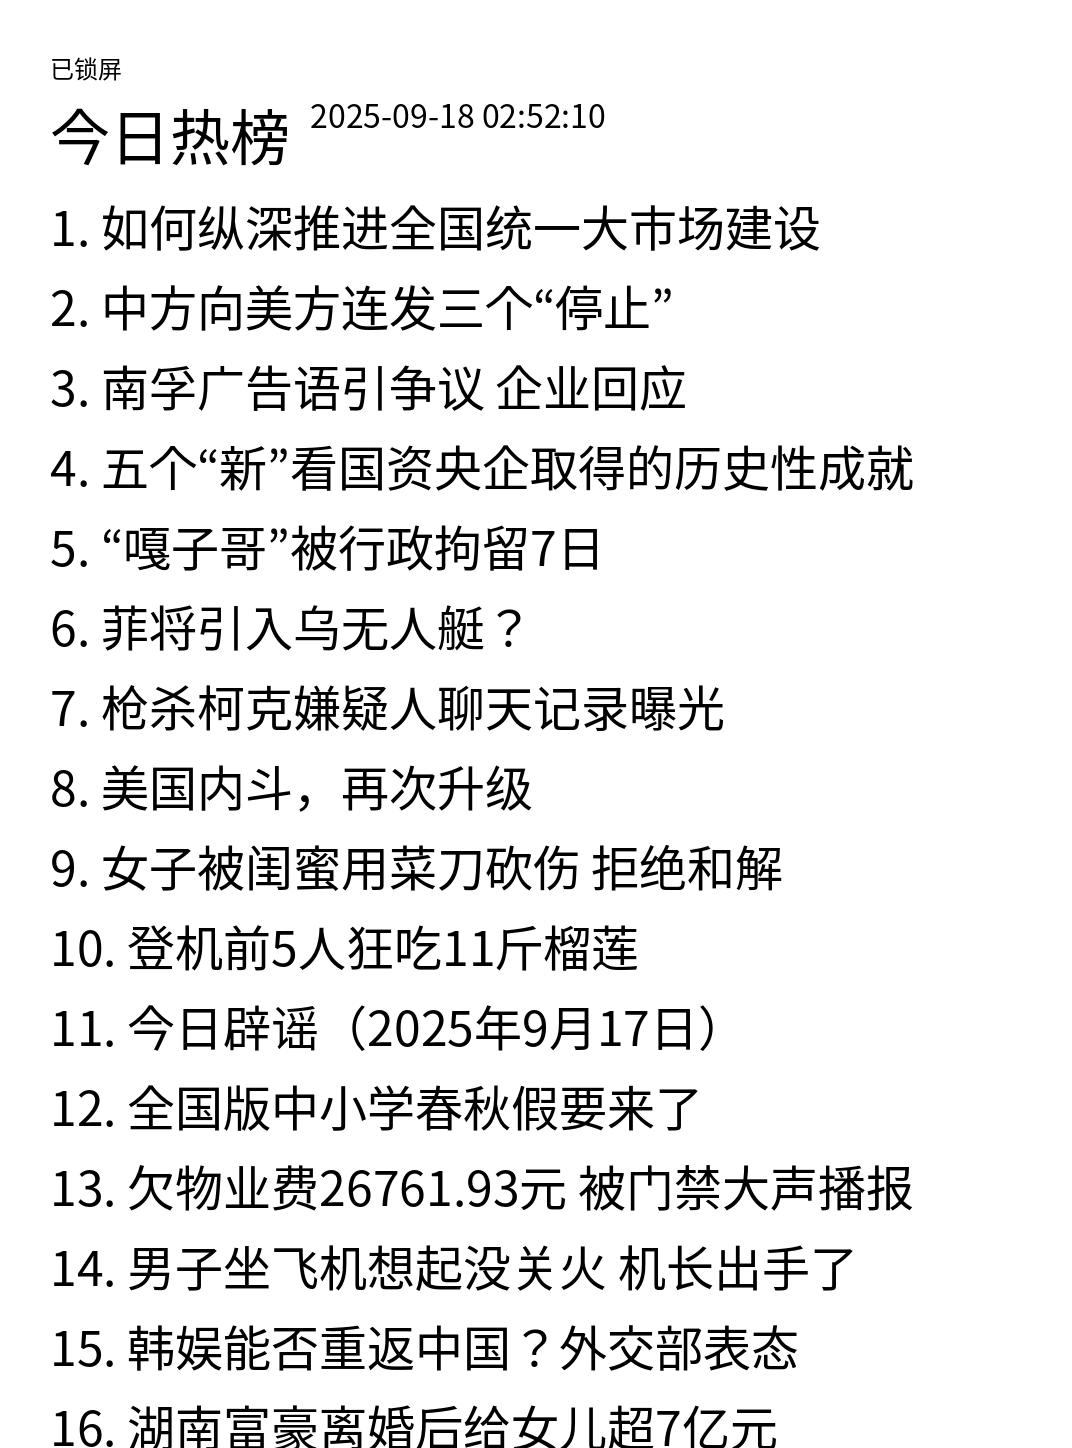 已锁屏
今日热榜 2025-09-18 02:52:10
1. 如何纵深推进全国统一大市场建设
2. 中方向美方连发三个“停止”
3. 南孚广告语引争议 企业回应
4. 五个“新”看国资央企取得的历史性成就
5. “嘎子哥”被行政拘留7日
6. 菲将引入乌无人艇？
7. 枪杀柯克嫌疑人聊天记录曝光
8. 美国内斗，再次升级
9. 女子被闺蜜用菜刀砍伤 拒绝和解
10. 登机前5人狂吃11斤榴莲
11. 今日辟谣（2025年9月17日）
12. 全国版中小学春秋假要来了
13. 欠物业费26761.93元 被门禁大声播报
14. 男子坐飞机想起没关火 机长出手了
15. 韩娱能否重返中国？外交部表态
16. 湖南富豪离婚后给女儿超7亿元